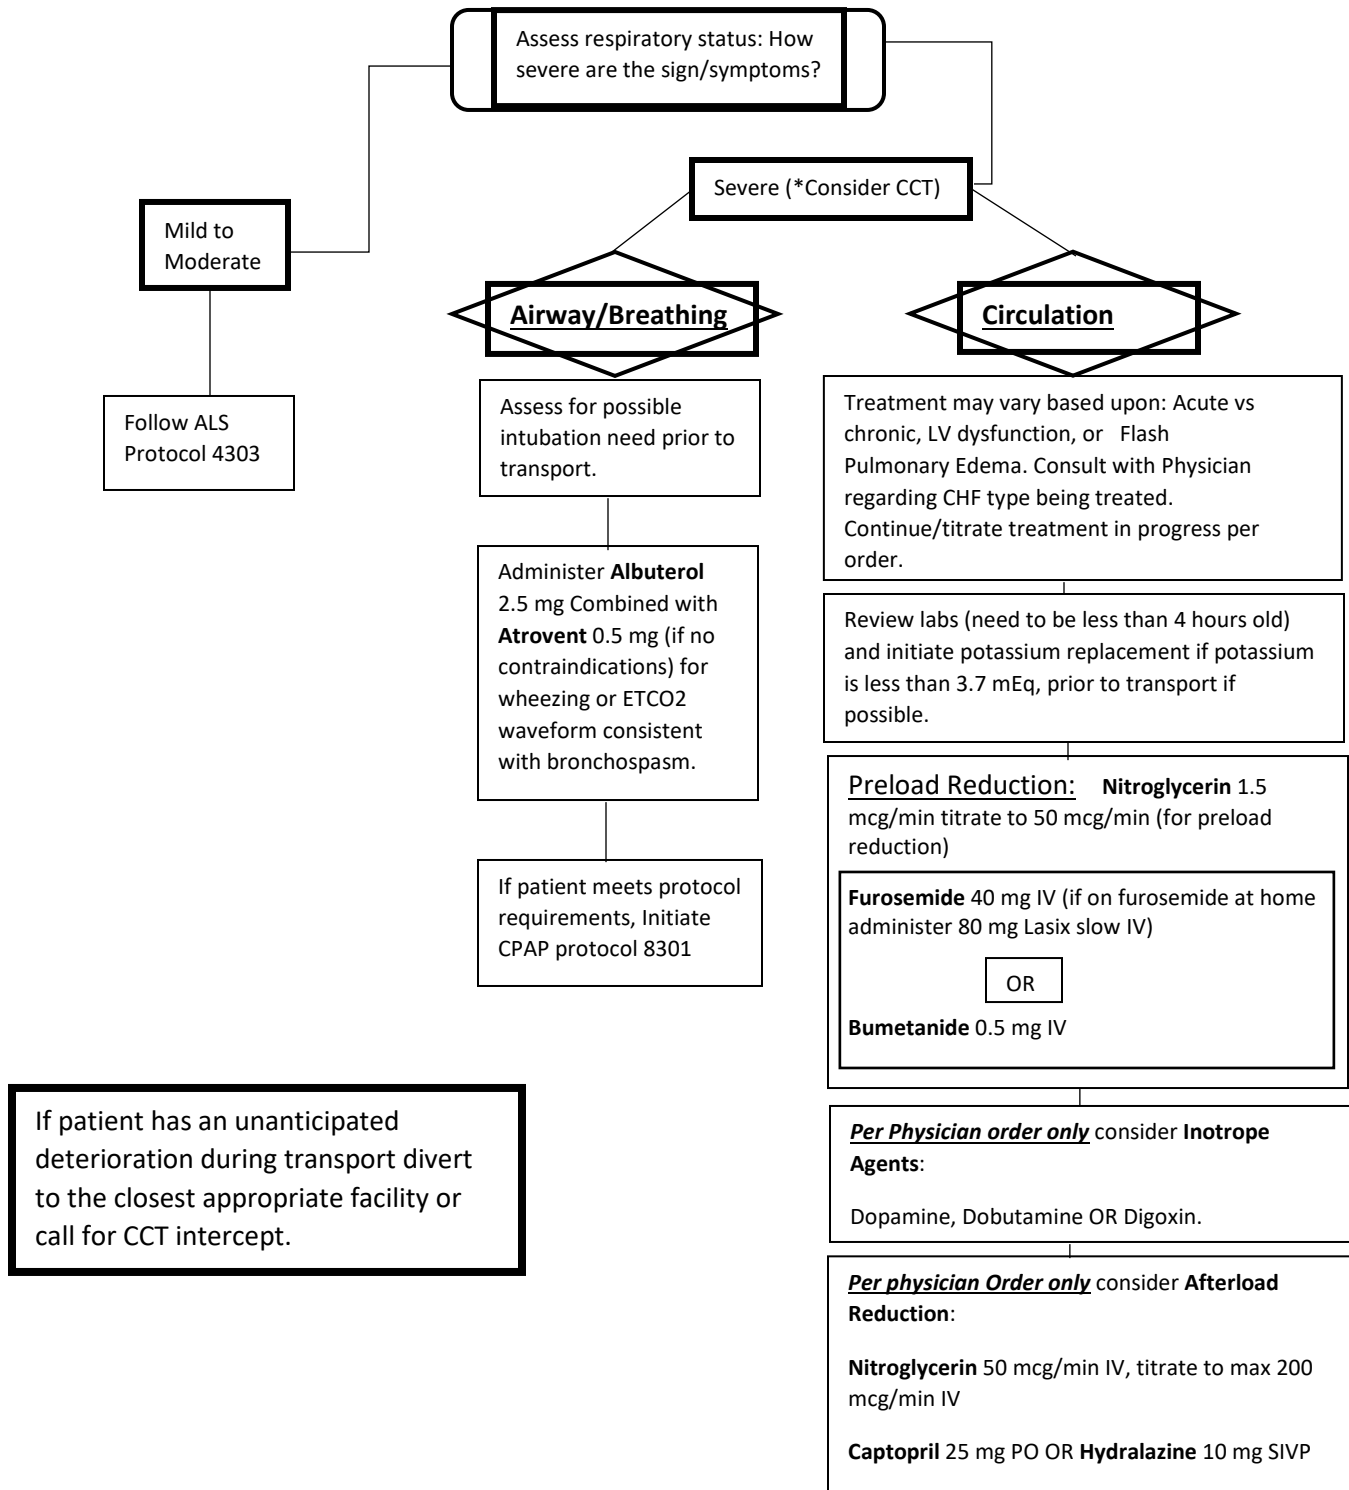 Assess respiratory status: How
severe are the sign/symptoms?
Severe (*Consider CCT)
Mild to
Moderate
Follow ALS
Protocol 4303
Airway/Breathing
Assess for possible
intubation need prior to
transport.
Administer Albuterol
2.5 mg Combined with
Atrovent 0.5 mg (if no
contraindications) for
wheezing or ETCO2
waveform consistent
with bronchospasm.
If patient meets protocol
requirements, Initiate
CPAP protocol 8301
Circulation
Treatment may vary based upon: Acute vs
chronic, LV dysfunction, or Flash
Pulmonary Edema. Consult with Physician
regarding CHF type being treated.
Continue/titrate treatment in progress per
order.
Review labs (need to be less than 4 hours old)
and initiate potassium replacement if potassium
is less than 3.7 mEq, prior to transport if
possible.
Preload Reduction: Nitroglycerin 1.5
mcg/min titrate to 50 mcg/min (for preload
reduction)
Furosemide 40 mg IV (if on furosemide at home
administer 80 mg Lasix slow IV)
OR
Bumetanide 0.5 mg IV
Per Physician order only consider Inotrope
Agents:
Dopamine, Dobutamine OR Digoxin.
Per physician Order only consider Afterload
Reduction:
Nitroglycerin 50 mcg/min IV, titrate to max 200
mcg/min IV
Captopril 25 mg PO OR Hydralazine 10 mg SIVP
If patient has an unanticipated
deterioration during transport divert
to the closest appropriate facility or
call for CCT intercept.